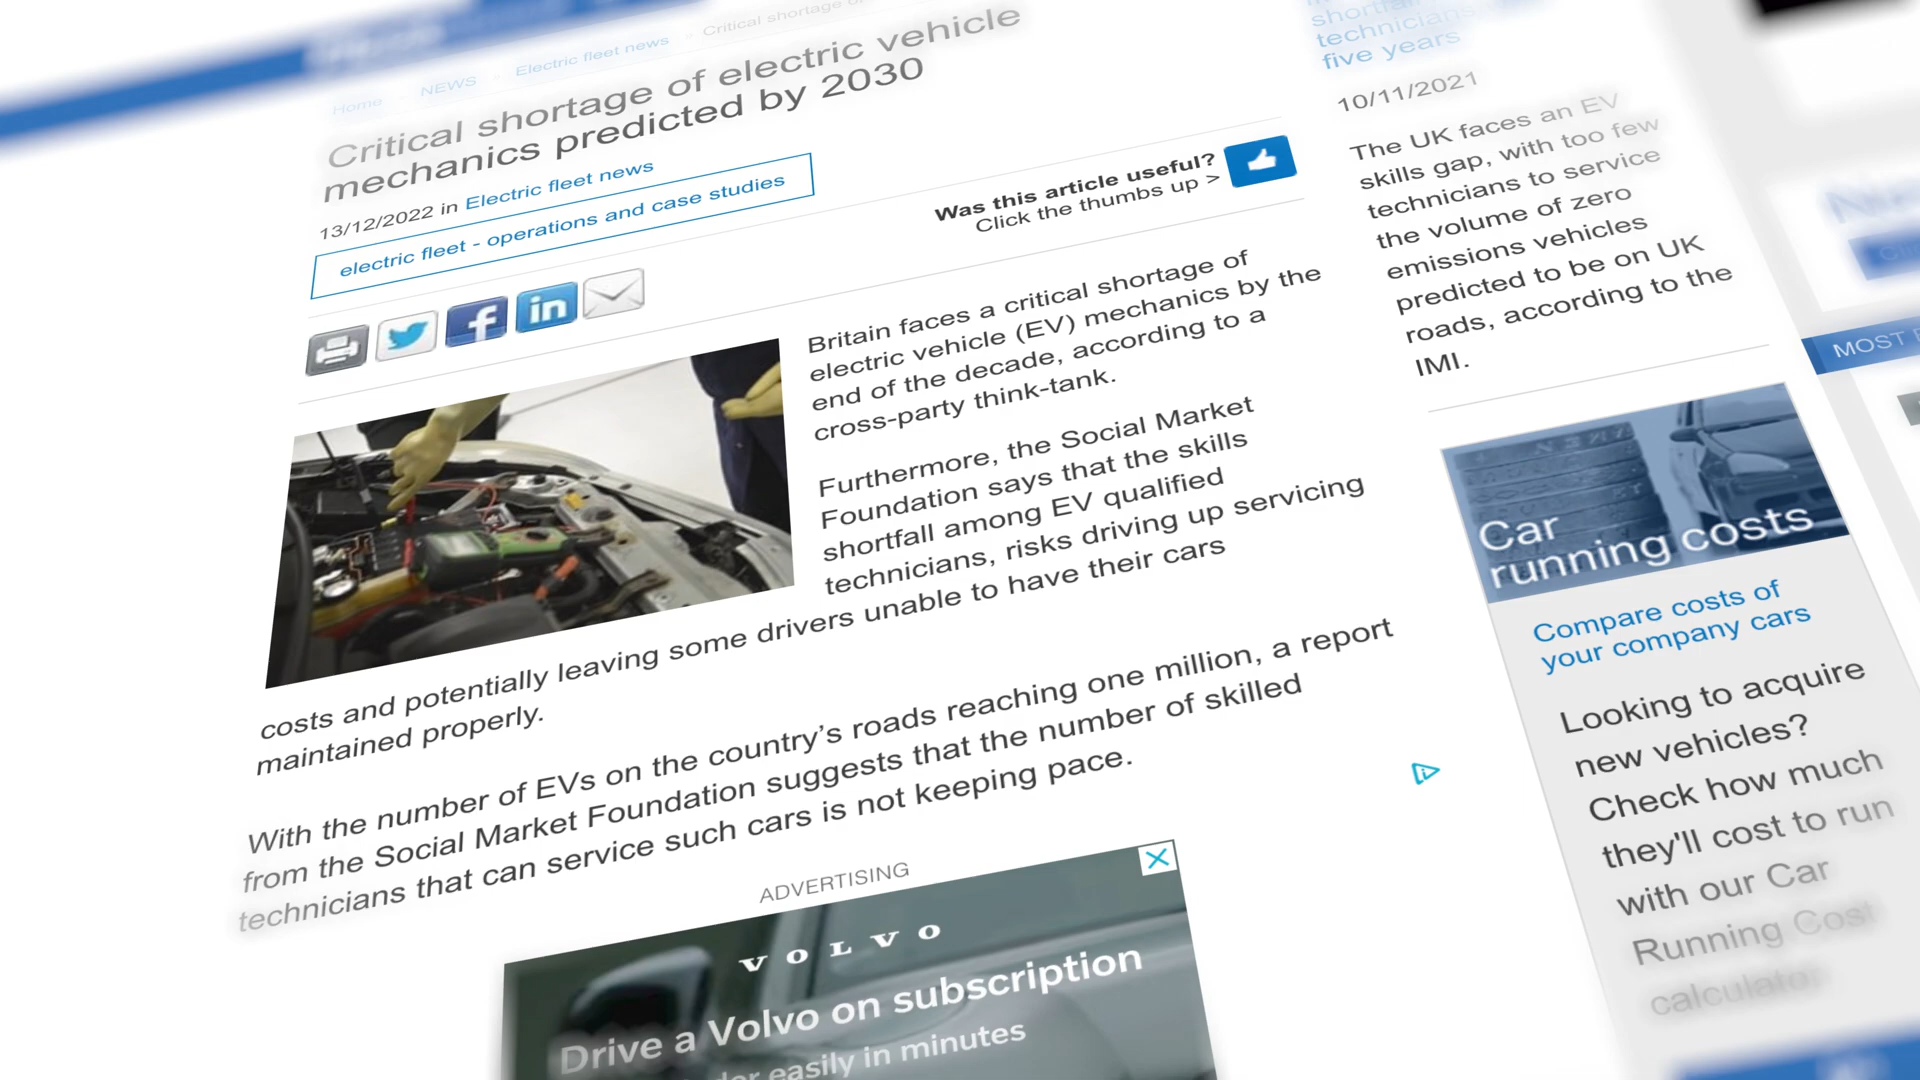 Home NEWS Electric fleet news Critical shortage of
Critical shortage of electric vehicle
mechanics predicted by 2030
13/12/2022 in Electric fleet news
electric fleet - operations and case studies
Was this article useful?
Click the thumbs up >
Britain faces a critical shortage of
electric vehicle (EV) mechanics by the
end of the decade, according to a
cross-party think-tank.
Furthermore, the Social Market
Foundation says that the skills
shortfall among EV qualified
technicians, risks driving up servicing
costs and potentially leaving some drivers unable to have their cars
maintained properly.
With the number of EVs on the country's roads reaching one million, a report
from the Social Market Foundation suggests that the number of skilled
technicians that can service such cars is not keeping pace.
ADVERTISING
VOLVO
Drive a Volvo on subscription
easily in minutes
technicians
five years
10/11/2021
The UK faces an EV
skills gap, with too few
technicians to service
the volume of zero
emissions vehicles
predicted to be on UK
roads, according to the
IMI.
Car
running costs
Compare costs of
your company cars
Looking to acquire
new vehicles?
Check how much
they'll cost to run
with our Car
Running Cost
calculator
MOST